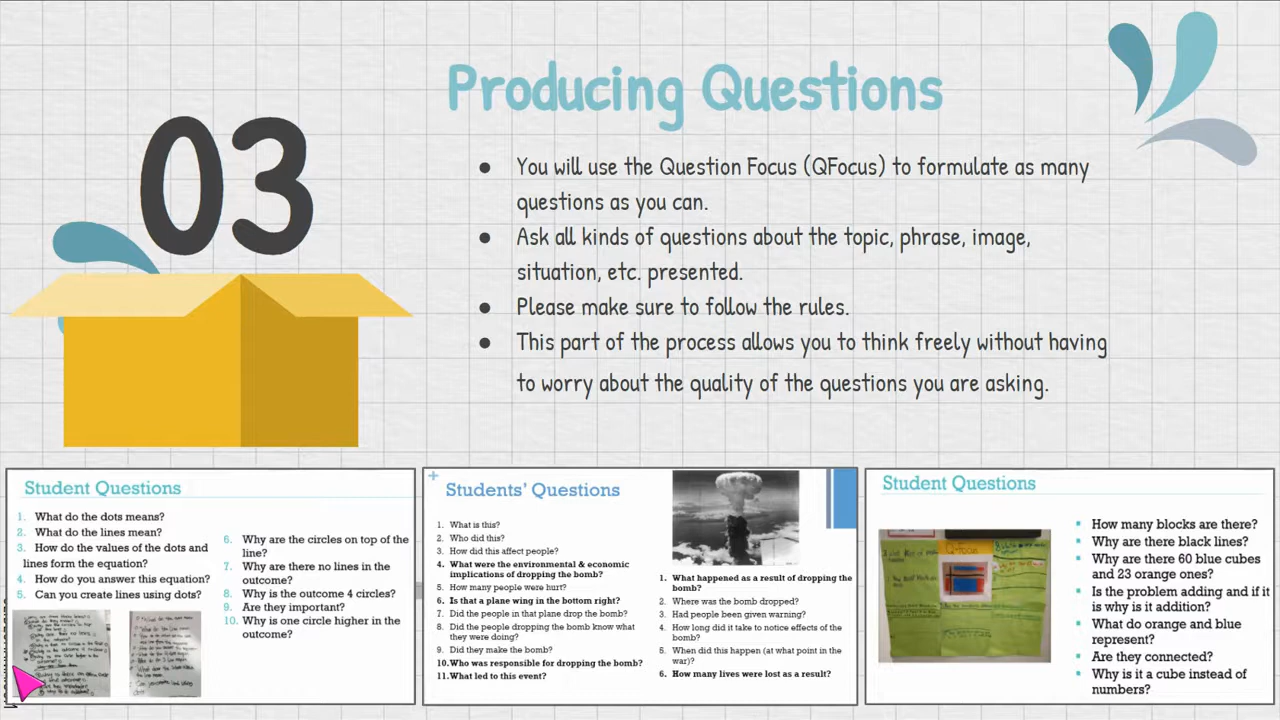 Producing Questions
03
● You will use the Question Focus (QFocus) to formulate as many
questions as you can.
● Ask all kinds of questions about the topic, phrase, image,
situation, etc. presented.
● Please make sure to follow the rules.
● This part of the process allows you to think freely without having
to worry about the quality of the questions you are asking.
Student Questions
1. What do the dots means?
2. What do the lines mean?
3. How do the values of the dots and
lines form the equation?
4. How do you answer this equation?
5. Can you create lines using dots?
6. Why are the circles on top of the
line?
7. Why are there no lines in the
outcome?
8. Why is the outcome 4 circles?
9. Are they important?
10. Why is one circle higher in the
outcome?
+
Students' Questions
1. What is this?
2. Who did this?
3. How did this affect people?
4. What were the environmental & economic
implications of dropping the bomb?
5. How many people were hurt?
6. Is that a plane wing in the bottom right?
7. Did the people in that plane drop the bomb?
8. Did the people dropping the bomb know what
they were doing?
9. Did they make the bomb?
10. Who was responsible for dropping the bomb?
11. What led to this event?
1. What happened as a result of dropping the
bomb?
2. Where was the bomb dropped?
3. Had people been given warning?
4. How long did it take to notice effects of the
bomb?
5. When did this happen (at what point in the
war)?
6. How many lives were lost as a result?
Student Questions
How many blocks are there?
Why are there black lines?
Why are there 60 blue cubes
and 23 orange ones?
Is the problem adding and if it
is why is it addition?
What do orange and blue
represent?
Are they connected?
Why is it a cube instead of
numbers?